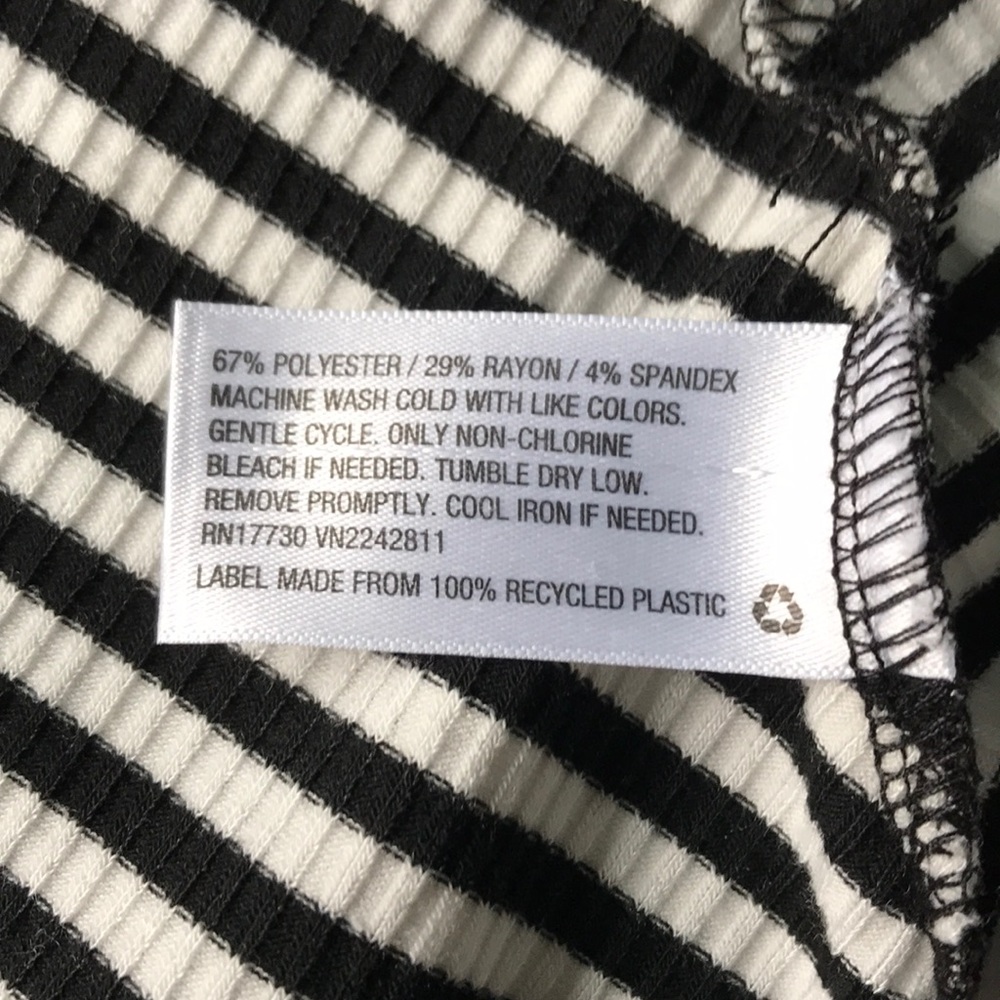 67% POLYESTER / 29% RAYON / 4% SPANDEX
MACHINE WASH COLD WITH LIKE COLORS.
GENTLE CYCLE. ONLY NON-CHLORINE
BLEACH IF NEEDED. TUMBLE DRY LOW.
REMOVE PROMPTLY. COOL IRON IF NEEDED.
RN17730 VN2242811
LABEL MADE FROM 100% RECYCLED PLASTIC